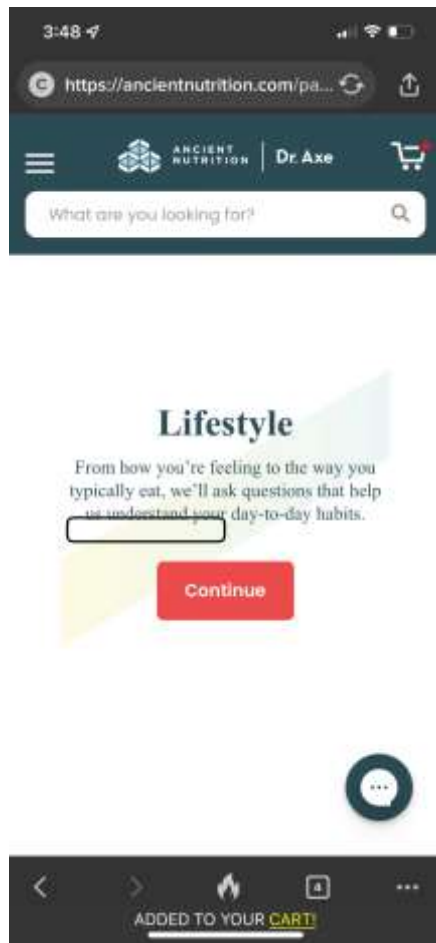 3:48
https://ancientnutrition.com/pa...
ANCIENT NUTRITION | Dr. Axe
What are you looking for?
Lifestyle
From how you’re feeling to the way you
typically eat, we’ll ask questions that help
us understand your day-to-day habits.
Continue
4
ADDED TO YOUR CART!